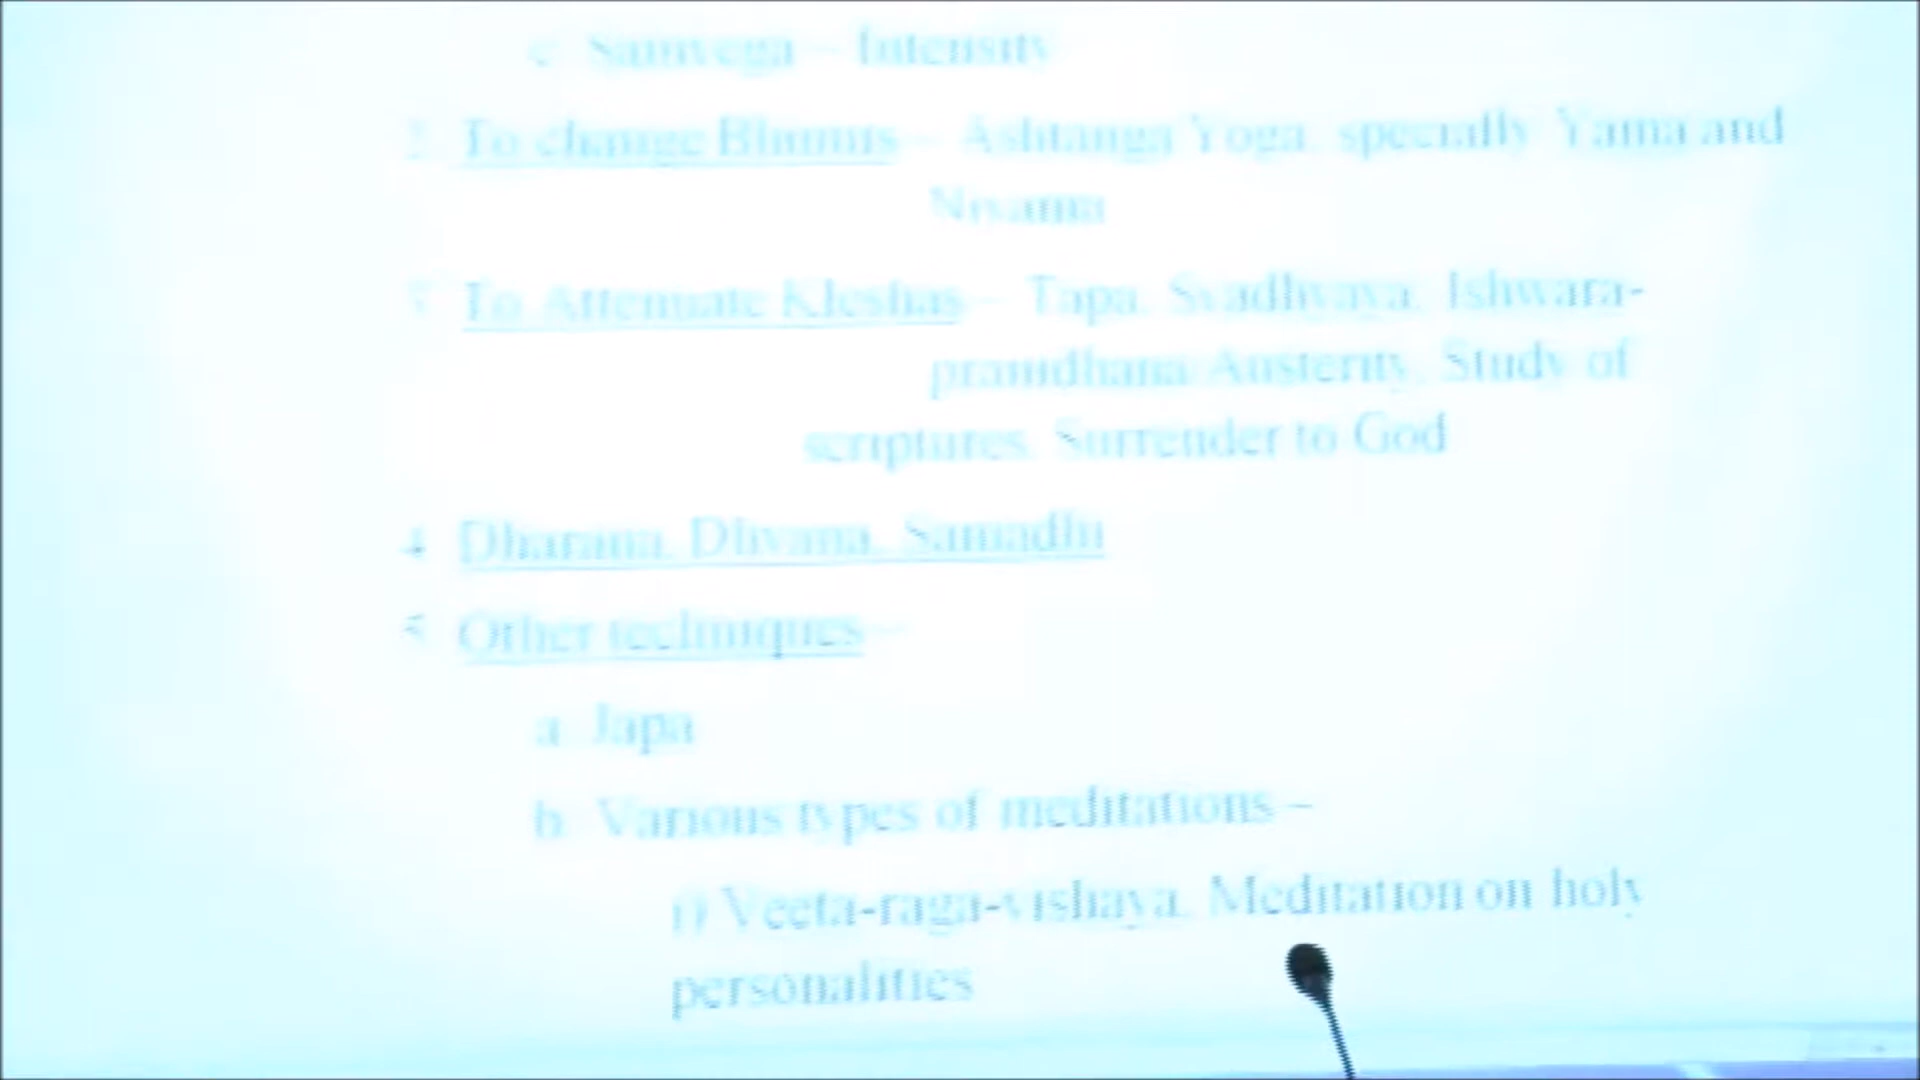 c. Samvega – Intensity
2. To change Bhumis – Ashtanga Yoga, specially Yama and
Niyama
3. To Attenuate Kleshas – Tapa, Svadhyaya, Ishwara-
pranidhana Austerity, Study of
scriptures, Surrender to God
4. Dharana, Dhyana, Samadhi
5. Other techniques –
a. Japa
b. Various types of meditations –
i) Veeta-raga-vishaya, Meditation on holy
personalities